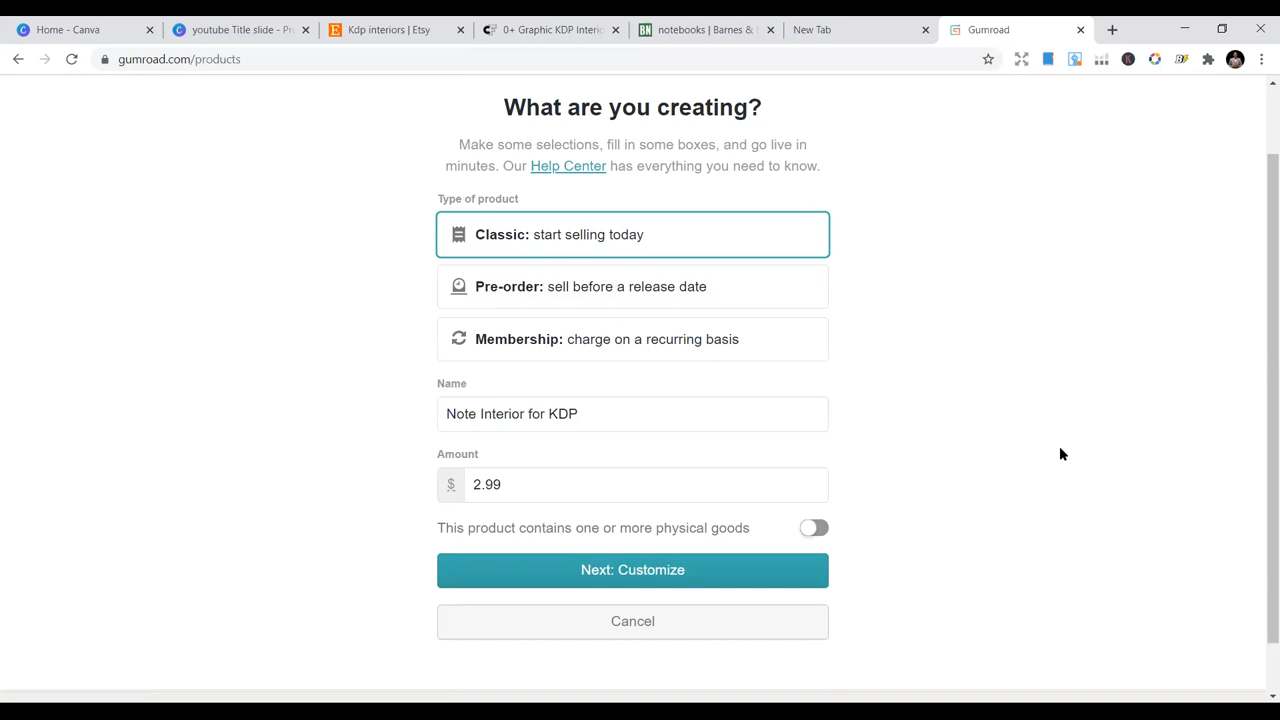 Home - Canva
youtube Title slide - Pr
Kdp interiors | Etsy
0+ Graphic KDP Interic
notebooks | Barnes &
New Tab
Gumroad
gumroad.com/products
What are you creating?
Make some selections, fill in some boxes, and go live in
minutes. Our Help Center has everything you need to know.
Type of product
Classic: start selling today
Pre-order: sell before a release date
Membership: charge on a recurring basis
Name
Note Interior for KDP
Amount
$ 2.99
This product contains one or more physical goods
Next: Customize
Cancel